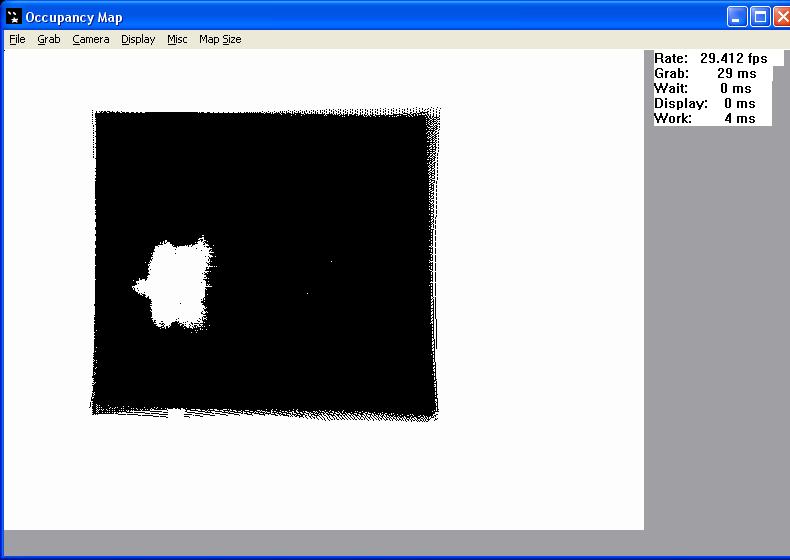 Occupancy Map
File Grab Camera Display Misc Map Size
Rate: 29.412 fps
Grab: 29 ms
Wait: 0 ms
Display: 0 ms
Work: 4 ms